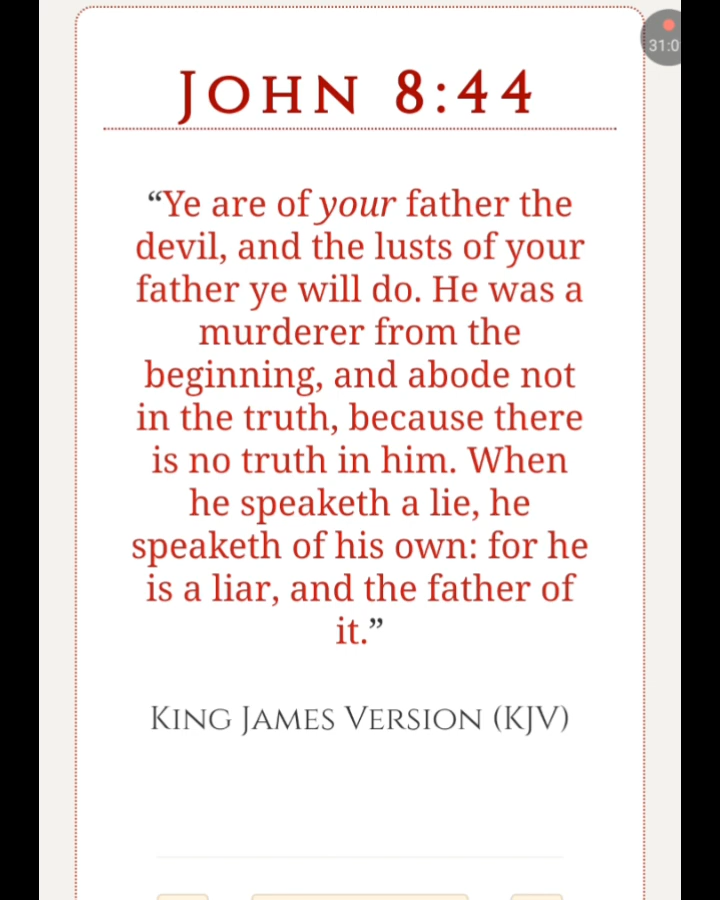 John 8:44
31:0
“Ye are of your father the
devil, and the lusts of your
father ye will do. He was a
murderer from the
beginning, and abode not
in the truth, because there
is no truth in him. When
he speaketh a lie, he
speaketh of his own: for he
is a liar, and the father of
it.”
King James Version (KJV)